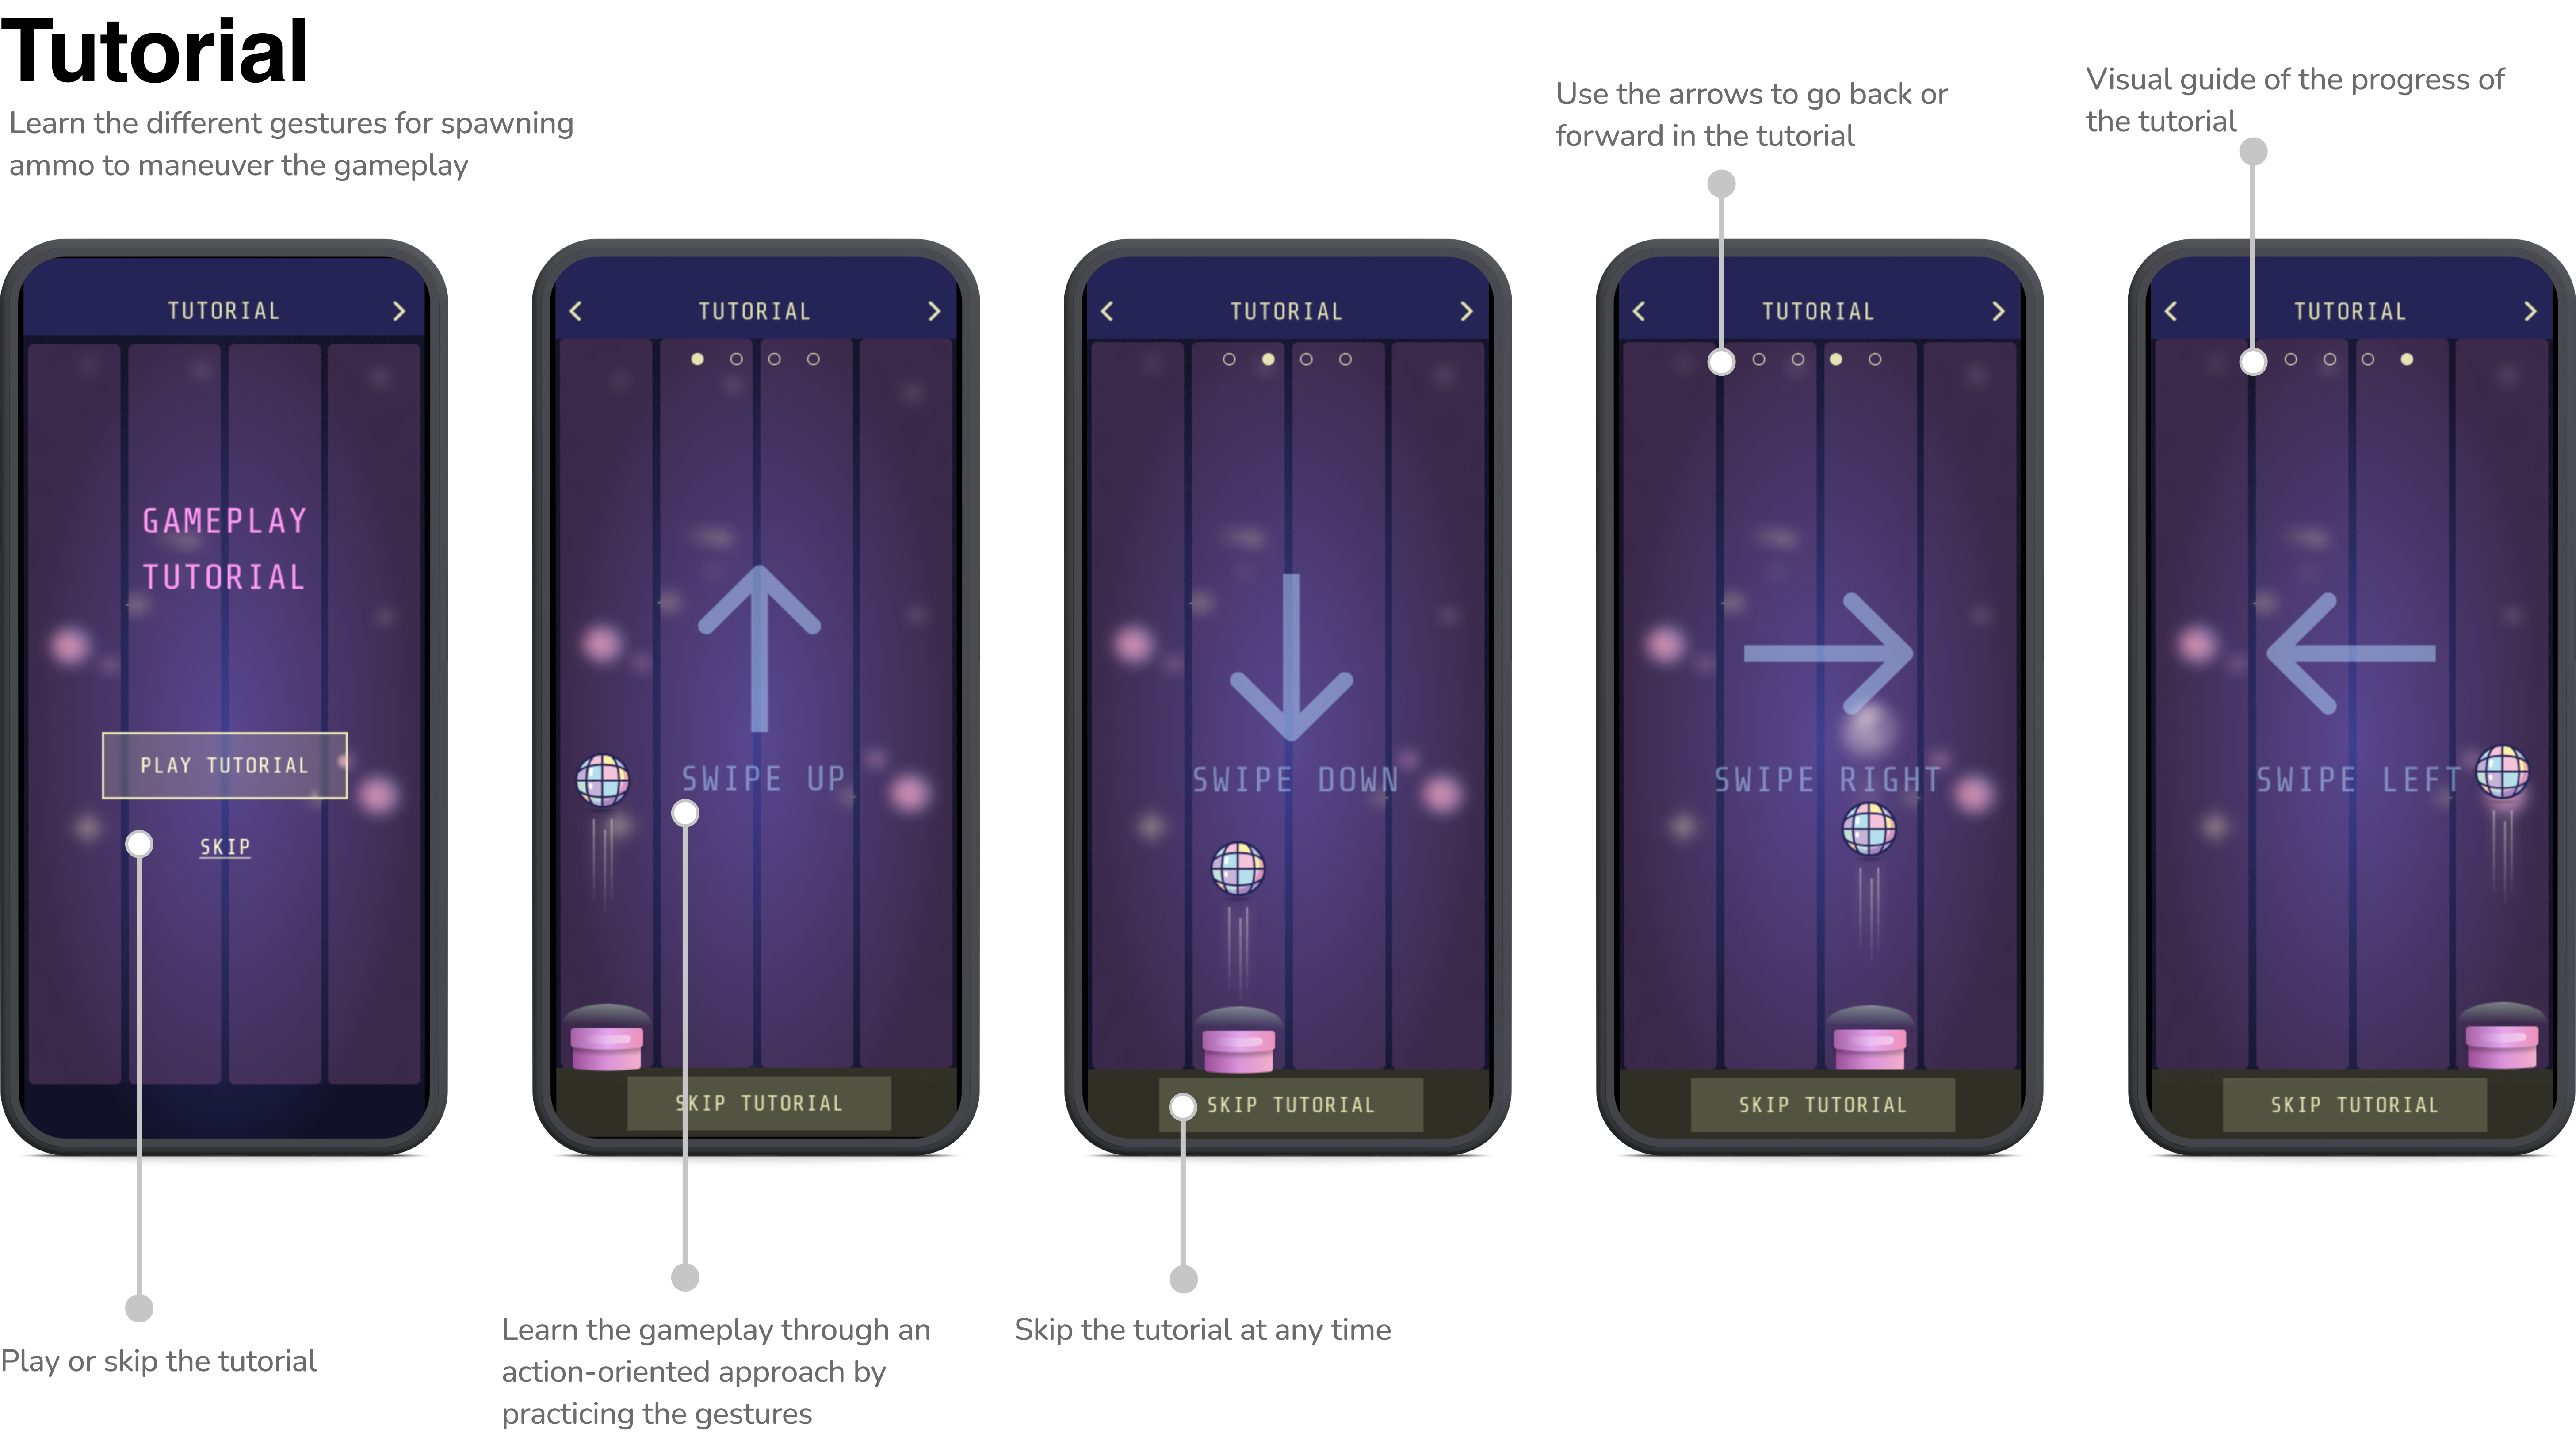 Tutorial
Learn the different gestures for spawning
ammo to maneuver the gameplay
Use the arrows to go back or
forward in the tutorial
Visual guide of the progress of
the tutorial
TUTORIAL
GAMEPLAY
TUTORIAL
PLAY TUTORIAL
SKIP
TUTORIAL
SWIPE UP
SKIP TUTORIAL
TUTORIAL
SWIPE DOWN
SKIP TUTORIAL
TUTORIAL
SWIPE RIGHT
SKIP TUTORIAL
TUTORIAL
SWIPE LEFT
SKIP TUTORIAL
Play or skip the tutorial
Learn the gameplay through an
action-oriented approach by
practicing the gestures
Skip the tutorial at any time